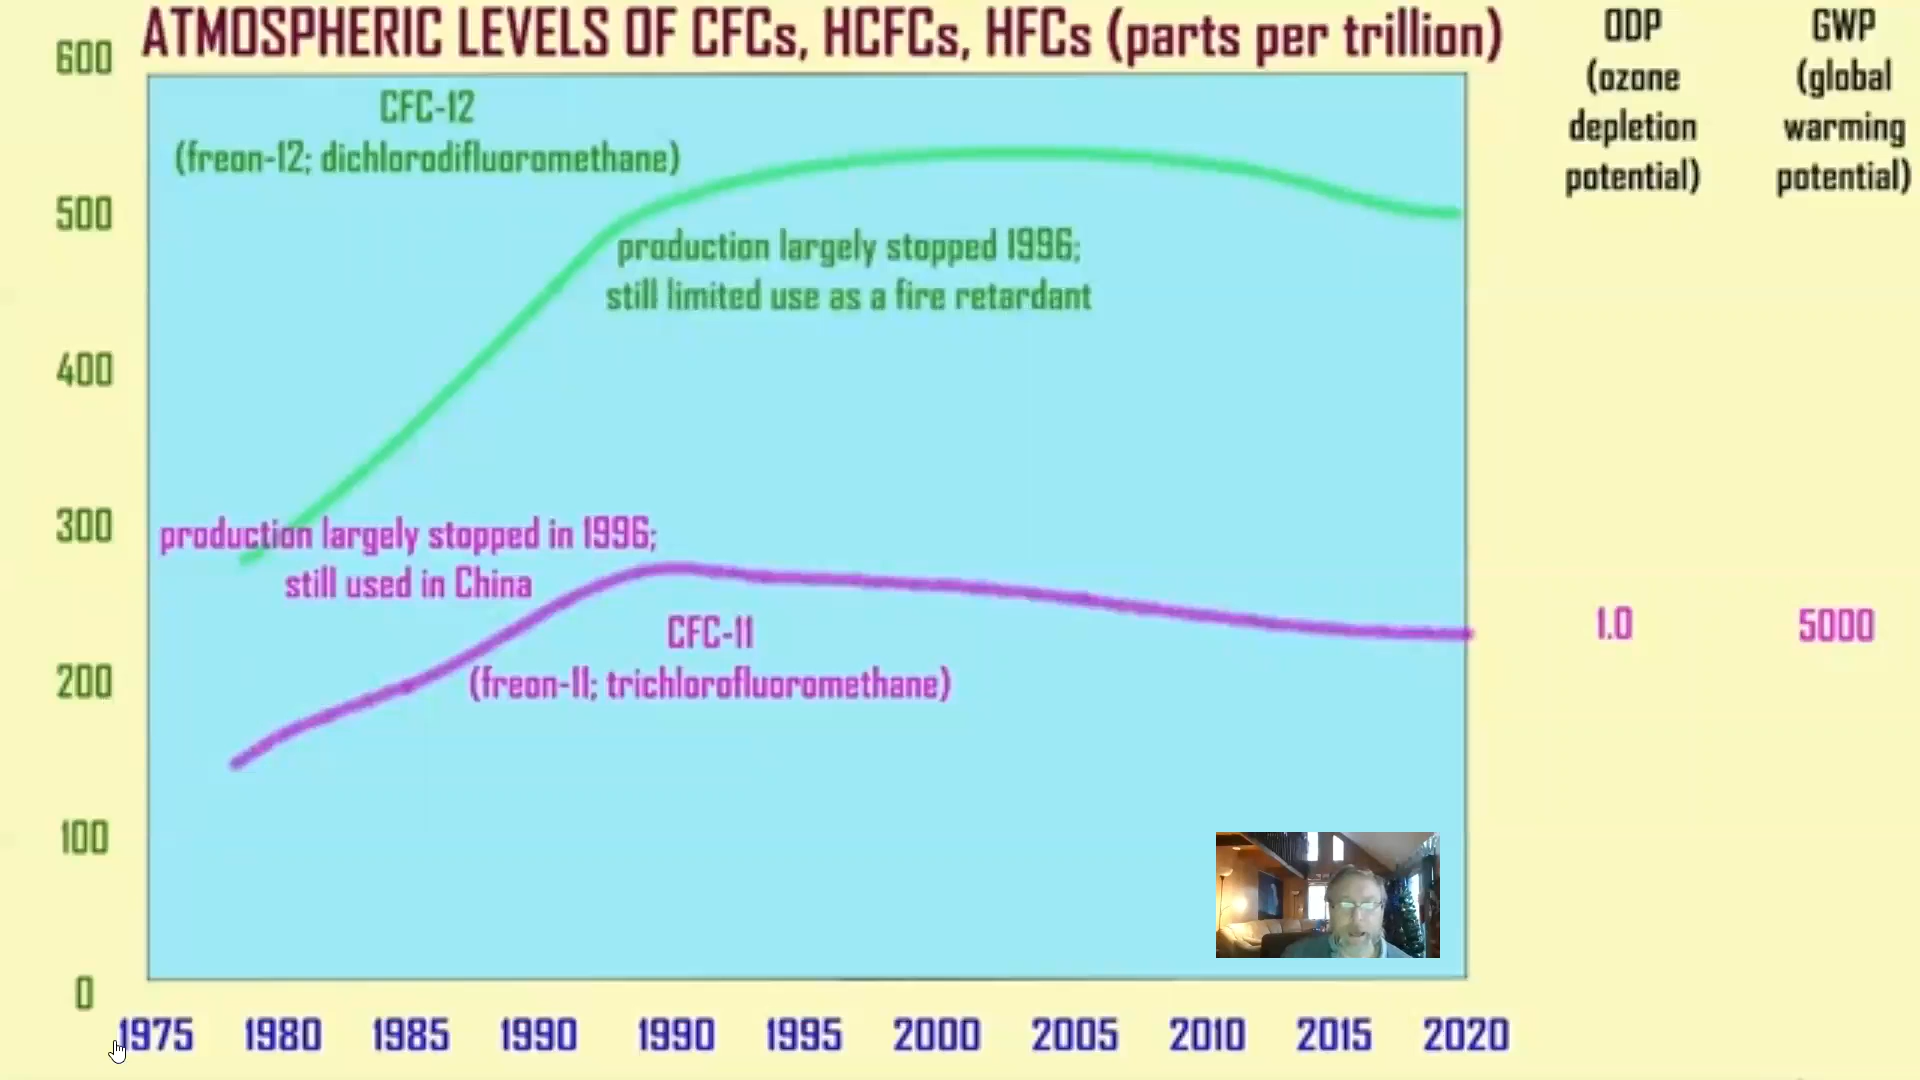 ATMOSPHERIC LEVELS OF CFCs, HCFCs, HFCs (parts per trillion)
ODP
(ozone
depletion
potential)
GWP
(global
warming
potential)
600
500
400
300
200
100
0
CFC-12
(freon-12; dichlorodifluoromethane)
production largely stopped 1996;
still limited use as a fire retardant
production largely stopped in 1996;
still used in China
CFC-11
(freon-11; trichlorofluoromethane)
1.0
5000
1975 1980 1985 1990 1990 1995 2000 2005 2010 2015 2020